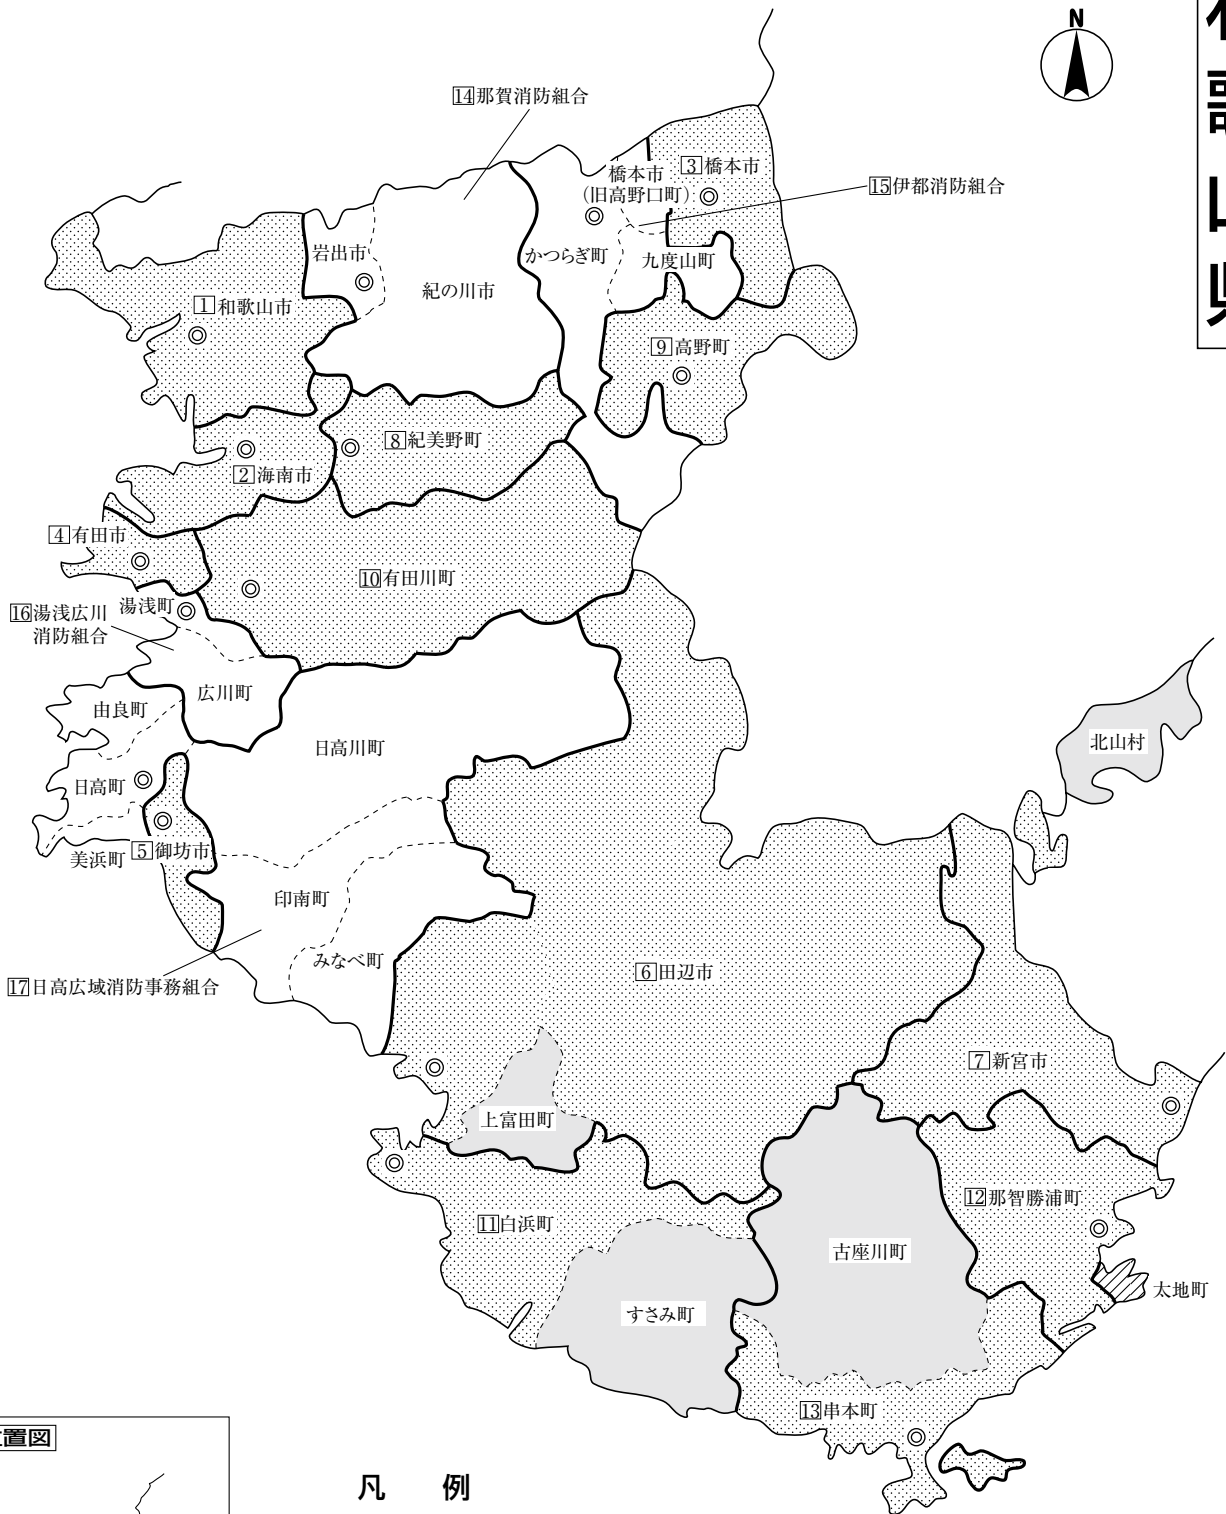 N
歌
山
14那賀消防組合
橋本市
(旧高野口町)
3橋本市
15伊都消防組合
岩出市
かつらぎ町
九度山町
紀の川市
1和歌山市
9高野町
8紀美野町
2海南市
4有田市
10有田川町
湯浅町
16湯浅広川
消防組合
広川町
由良町
日高川町
北山村
日高町
美浜町
5御坊市
印南町
みなべ町
6田辺市
17日高広域消防事務組合
7新宮市
上富田町
12那智勝浦町
11白浜町
古座川町
太地町
すさみ町
13串本町
置図
凡 例